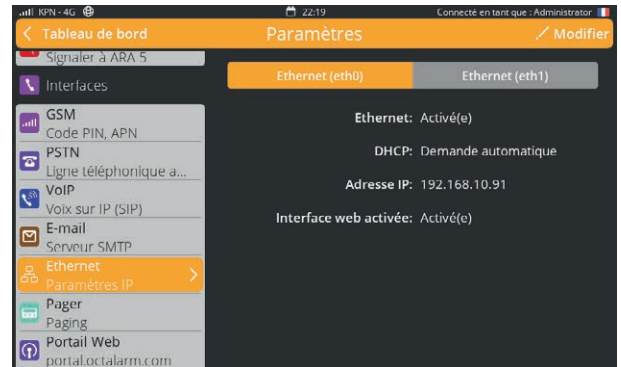 KPN - 4G 22:19 Connecté en tant que : Administrator
Tableau de bord Paramètres Modifier
Signaler à ARA 5
Interfaces
GSM
Code PIN, APN
PSTN
Ligne téléphonique a...
VoIP
Voix sur IP (SIP)
E-mail
Serveur SMTP
Ethernet
Paramètres IP
Pager
Paging
Portail Web
portal.octalarm.com
Ethernet (eth0) Ethernet (eth1)
Ethernet: Activé(e)
DHCP: Demande automatique
Adresse IP: 192.168.10.91
Interface web activée: Activé(e)